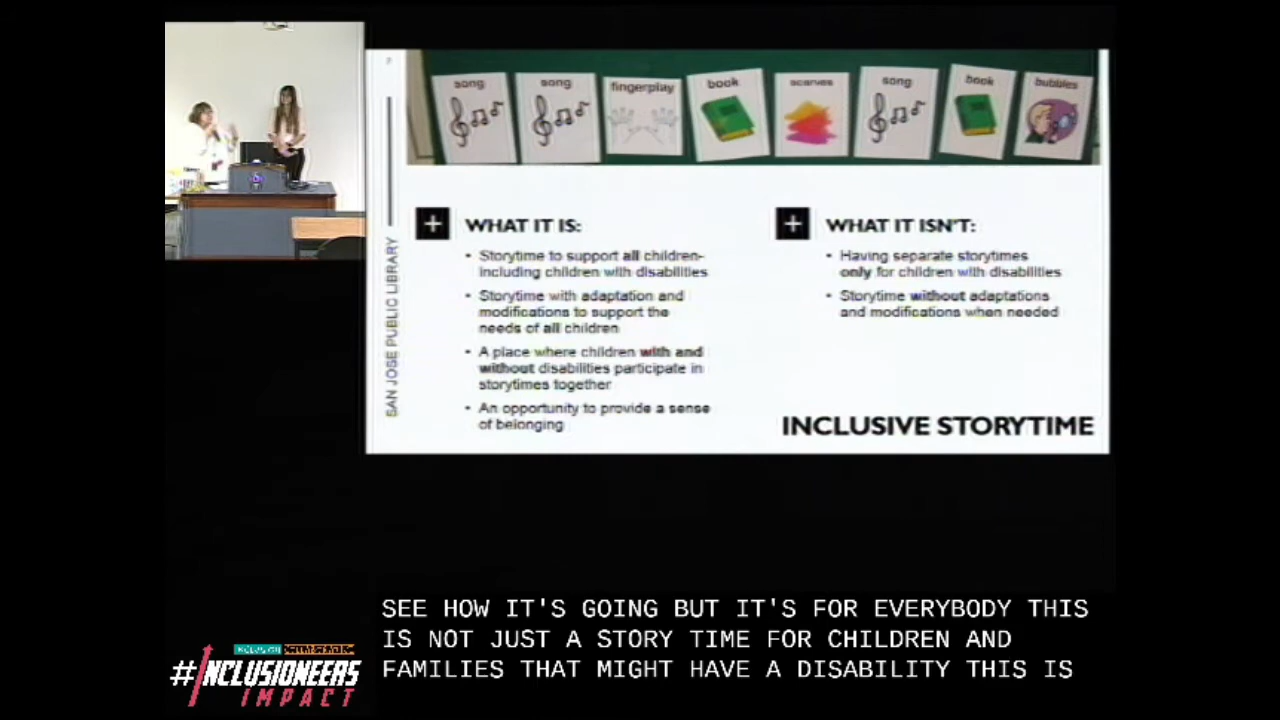 song
song
fingerplay
book
scarves
song
book
bubbles
SAN JOSE PUBLIC LIBRARY
WHAT IT IS:
• Storytime to support all children-
including children with disabilities
• Storytime with adaptation and
modifications to support the
needs of all children
• A place where children with and
without disabilities participate in
storytimes together
• An opportunity to provide a sense
of belonging
WHAT IT ISN'T:
• Having separate storytimes
only for children with disabilities
• Storytime without adaptations
and modifications when needed
INCLUSIVE STORYTIME
SEE HOW IT'S GOING BUT IT'S FOR EVERYBODY THIS
IS NOT JUST A STORY TIME FOR CHILDREN AND
FAMILIES THAT MIGHT HAVE A DISABILITY THIS IS
#INCLUSIONEERS
IMPACT